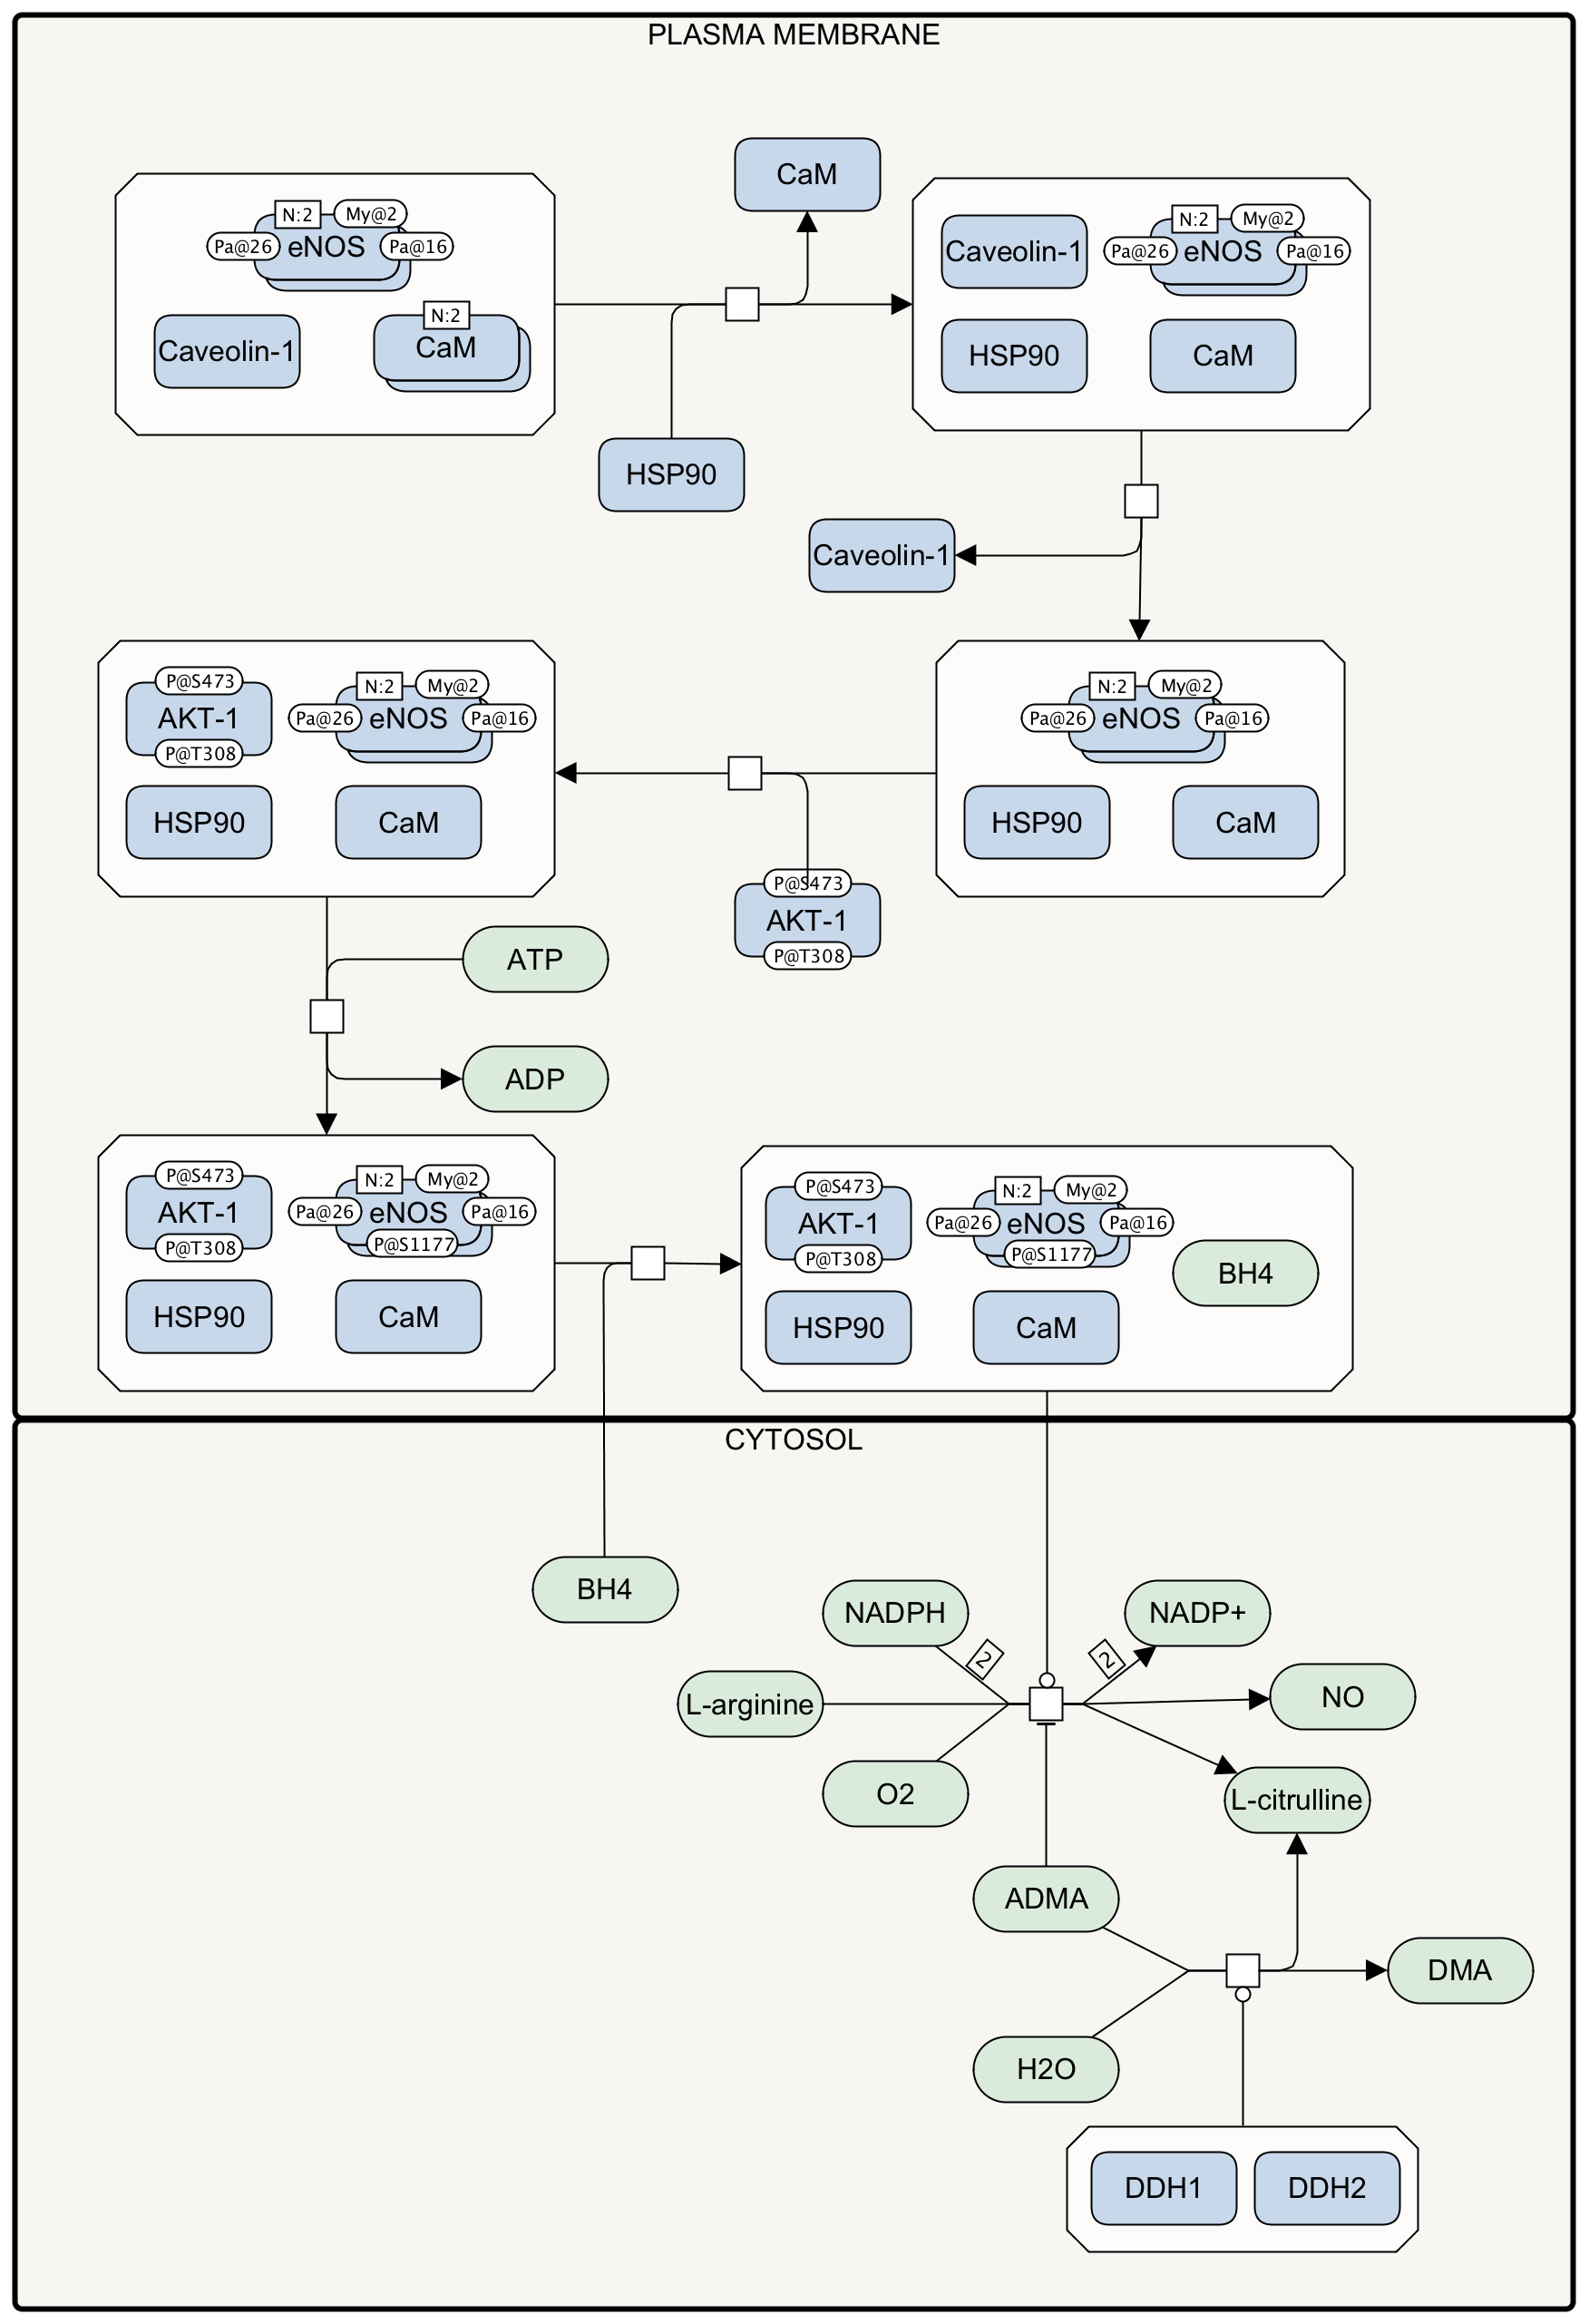 PLASMA MEMBRANE
CaM
N:2
My@2
Pa@26
eNOS
Pa@16
Caveolin-1
N:2
CaM
HSP90
Caveolin-1
N:2
My@2
Pa@26
eNOS
Pa@16
HSP90
CaM
Caveolin-1
P@S473
AKT-1
P@T308
N:2
My@2
Pa@26
eNOS
Pa@16
HSP90
CaM
N:2
My@2
Pa@26
eNOS
Pa@16
HSP90
CaM
P@S473
AKT-1
P@T308
ATP
ADP
P@S473
AKT-1
P@T308
N:2
My@2
Pa@26
eNOS
Pa@16
P@S1177
HSP90
CaM
P@S473
AKT-1
P@T308
N:2
My@2
Pa@26
eNOS
Pa@16
P@S1177
BH4
HSP90
CaM
CYTOSOL
BH4
NADPH
2
2
NADP+
L-arginine
NO
O2
L-citrulline
ADMA
DMA
H2O
DDH1
DDH2